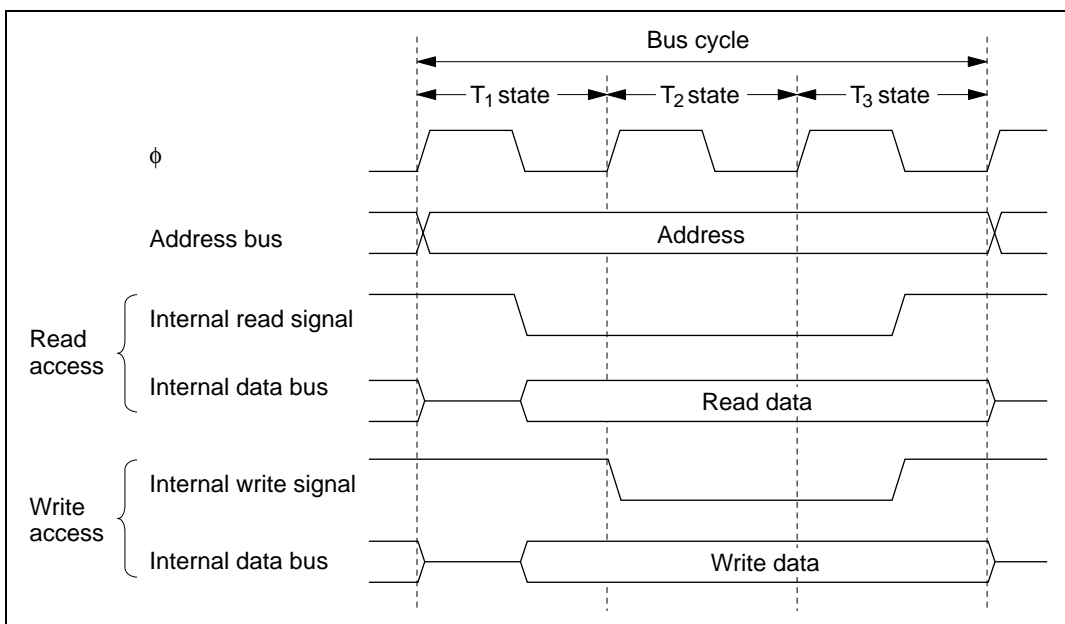 Bus cycle
T₁ state
T₂ state
T₃ state
ϕ
Address bus
Address
Read
access
Internal read signal
Internal data bus
Read data
Write
access
Internal write signal
Internal data bus
Write data